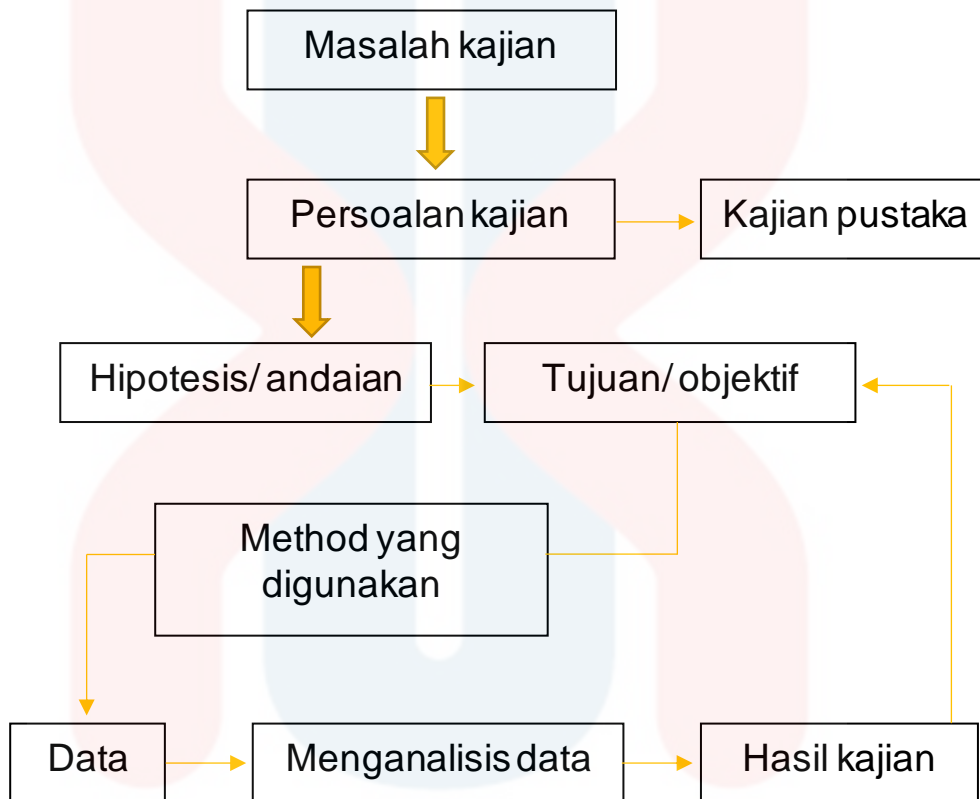 Masalah kajian
Persoalan kajian
Kajian pustaka
Hipotesis/ andaian
Tujuan/ objektif
Method yang
digunakan
Data
Menganalisis data
Hasil kajian